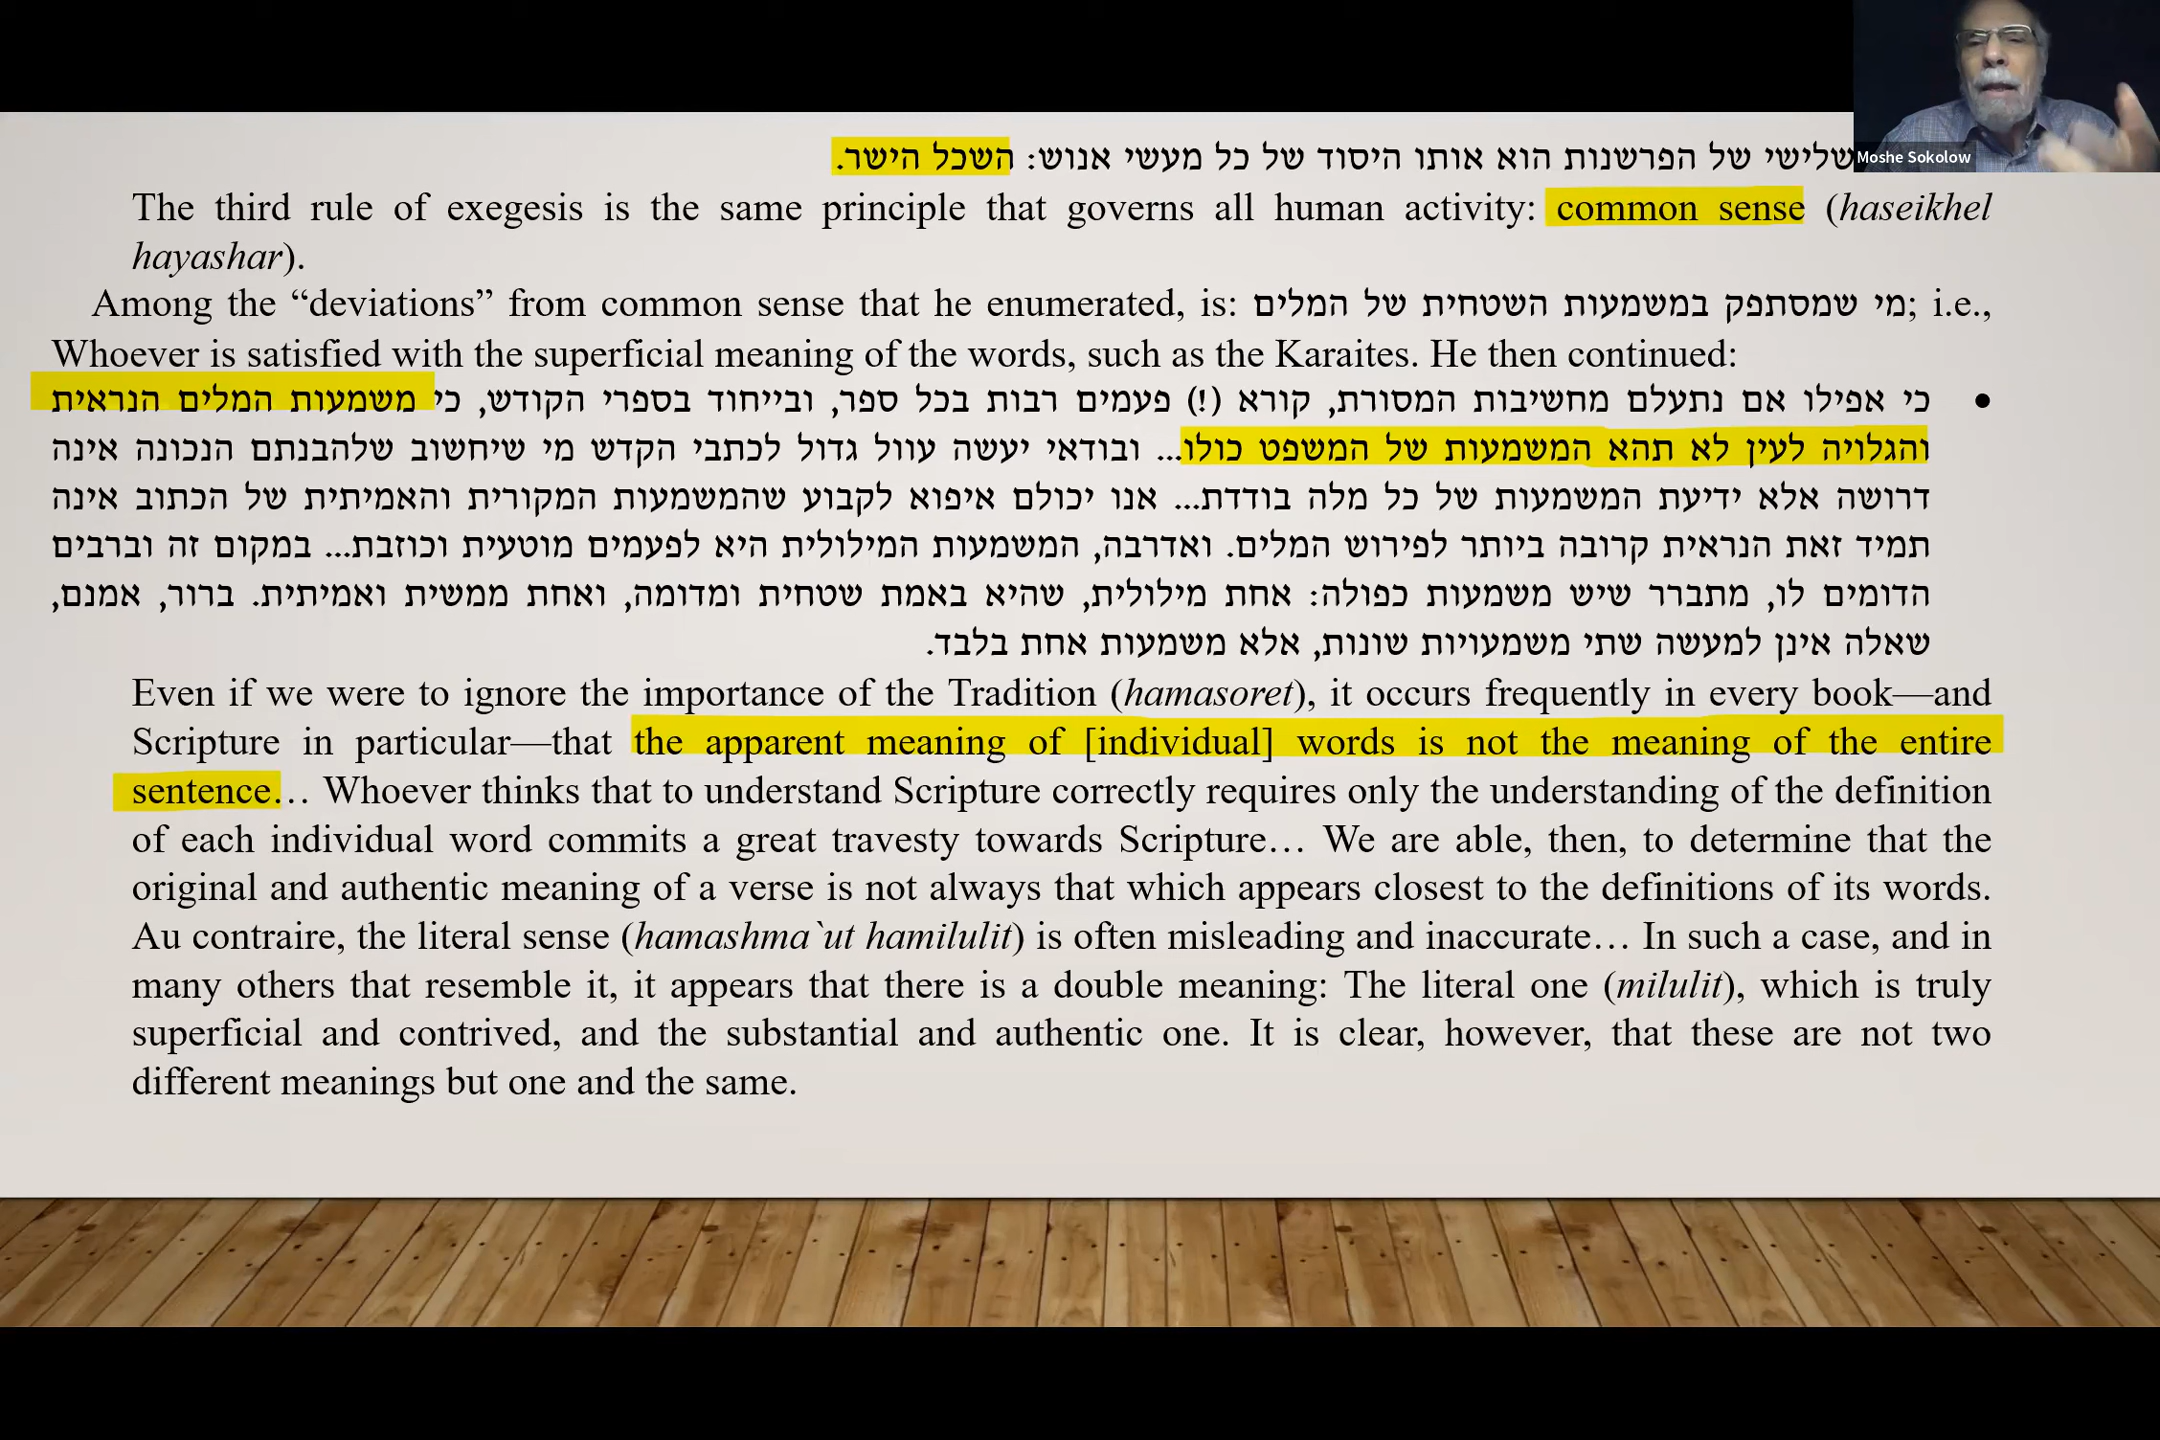 Moshe Sokolow
שלישי של הפרשנות הוא אותו היסוד של כל מעשי אנוש: השכל הישר.
The third rule of exegesis is the same principle that governs all human activity: common sense (haseikhel
hayashar).
Among the “deviations” from common sense that he enumerated, is: מי שמסתפק במשמעות השטחית של המלים; i.e.,
Whoever is satisfied with the superficial meaning of the words, such as the Karaites. He then continued:
• כי אפילו אם נתעלם מחשיבות המסורת, קורא (!) פעמים רבות בכל ספר, ובייחוד בספרי הקודש, כי משמעות המלים הנראית
והגלויה לעין לא תהא המשמעות של המשפט כולו... ובודאי יעשה עוול גדול לכתבי הקדש מי שיחשוב שלהבנתם הנכונה אינה
דרושה אלא ידיעת המשמעות של כל מלה בודדת... אנו יכולם איפוא לקבוע שהמשמעות המקורית והאמיתית של הכתוב אינה
תמיד זאת הנראית קרובה ביותר לפירוש המלים. ואדרבה, המשמעות המילולית היא לפעמים מוטעית וכוזבת... במקום זה וברבים
הדומים לו, מתברר שיש משמעות כפולה: אחת מילולית, שהיא באמת שטחית ומדומה, ואחת ממשית ואמיתית. ברור, אמנם,
שאלה אינן למעשה שתי משמעויות שונות, אלא משמעות אחת בלבד.
Even if we were to ignore the importance of the Tradition (hamasoret), it occurs frequently in every book—and
Scripture in particular—that the apparent meaning of [individual] words is not the meaning of the entire
sentence… Whoever thinks that to understand Scripture correctly requires only the understanding of the definition
of each individual word commits a great travesty towards Scripture… We are able, then, to determine that the
original and authentic meaning of a verse is not always that which appears closest to the definitions of its words.
Au contraire, the literal sense (hamashma`ut hamilulit) is often misleading and inaccurate… In such a case, and in
many others that resemble it, it appears that there is a double meaning: The literal one (milulit), which is truly
superficial and contrived, and the substantial and authentic one. It is clear, however, that these are not two
different meanings but one and the same.